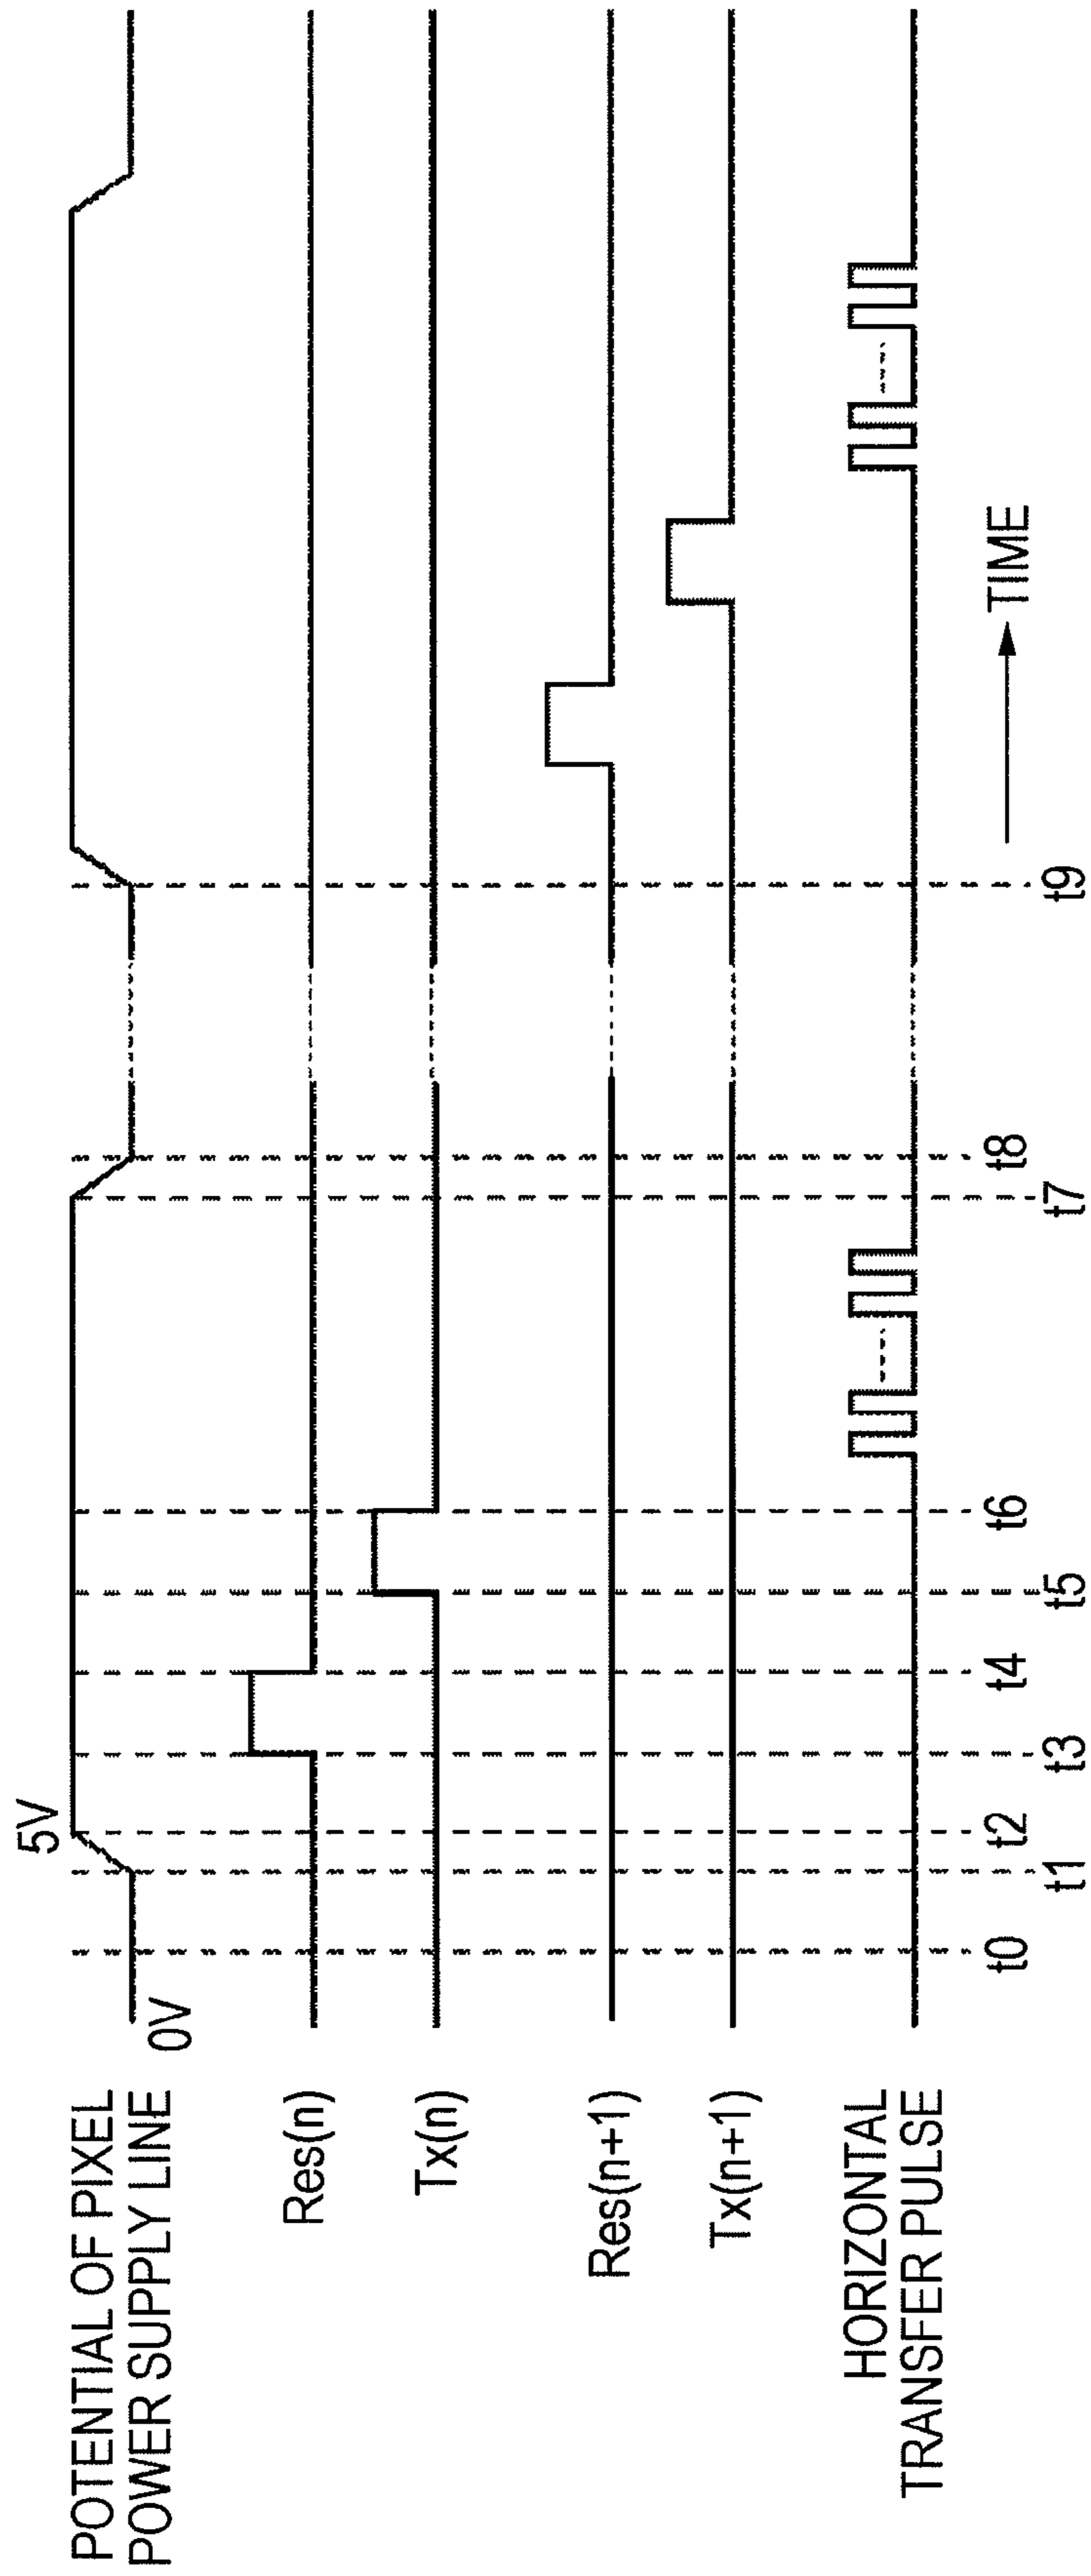 POTENTIAL OF PIXEL
POWER SUPPLY LINE
5V
0V
Res(n)
Tx(n)
Res(n+1)
Tx(n+1)
HORIZONTAL
TRANSFER PULSE
t0
t1
t2
t3
t4
t5
t6
t7
t8
t9
TIME